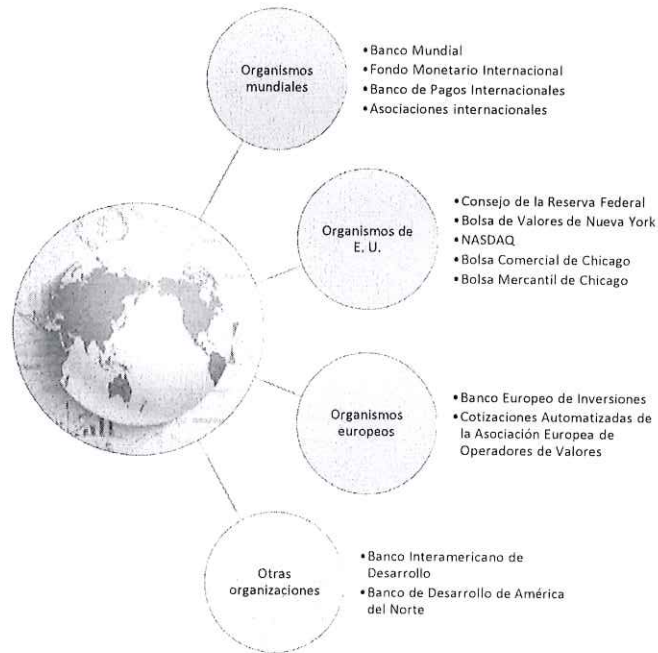 Organismos
mundiales
•Banco Mundial
•Fondo Monetario Internacional
•Banco de Pagos Internacionales
•Asociaciones internacionales
Organismos de
E. U.
•Consejo de la Reserva Federal
•Bolsa de Valores de Nueva York
•NASDAQ
•Bolsa Comercial de Chicago
•Bolsa Mercantil de Chicago
Organismos
europeos
•Banco Europeo de Inversiones
•Cotizaciones Automatizadas de
la Asociación Europea de
Operadores de Valores
Otras
organizaciones
•Banco Interamericano de
Desarrollo
•Banco de Desarrollo de América
del Norte